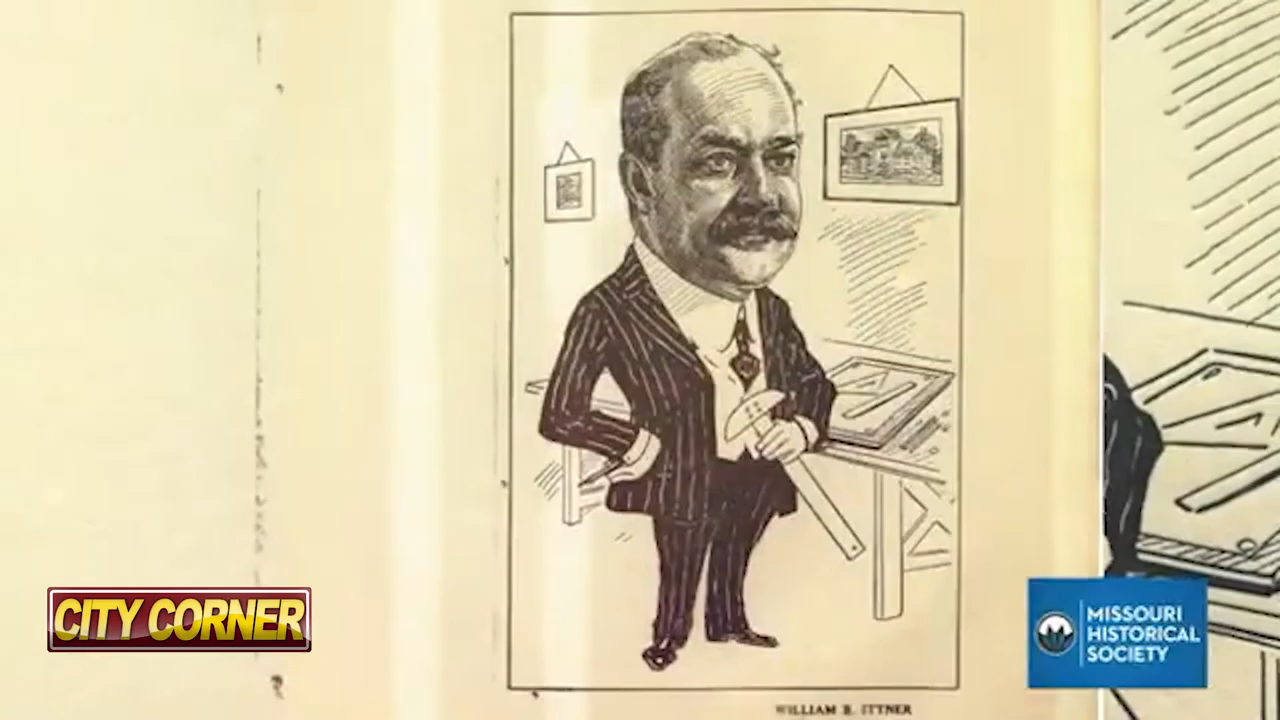 WILLIAM B. ITTNER
CITY CORNER
MISSOURI
HISTORICAL
SOCIETY